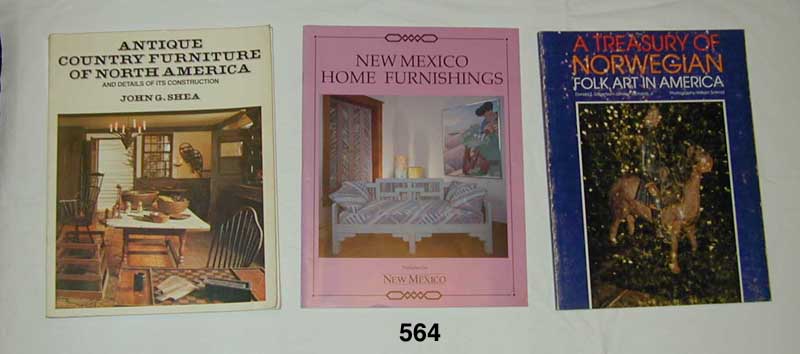 ANTIQUE
COUNTRY FURNITURE
OF NORTH AMERICA
AND DETAILS OF ITS CONSTRUCTION
JOHN G. SHEA
NEW MEXICO
HOME FURNISHINGS
NEW MEXICO
A TREASURY OF
NORWEGIAN
FOLK ART IN AMERICA
564